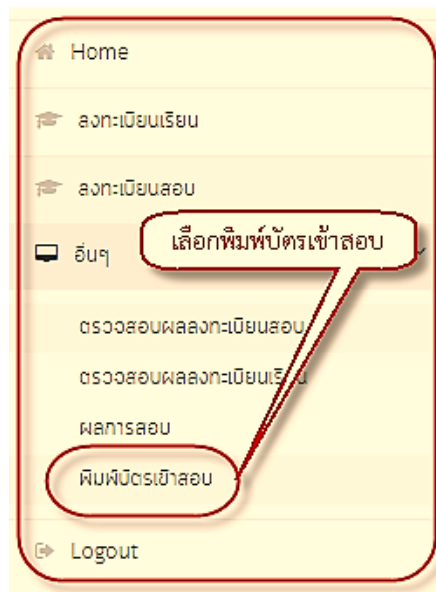 Home
ลงทะเบียนเรียน
ลงทะเบียนสอบ
เลือกพิมพ์บัตรเข้าสอบ
อื่นๆ
ตรวจสอบผลลงทะเบียนสอบ
ตรวจสอบผลลงทะเบียนเรียน
ผลการสอบ
พิมพ์บัตรเข้าสอบ
Logout